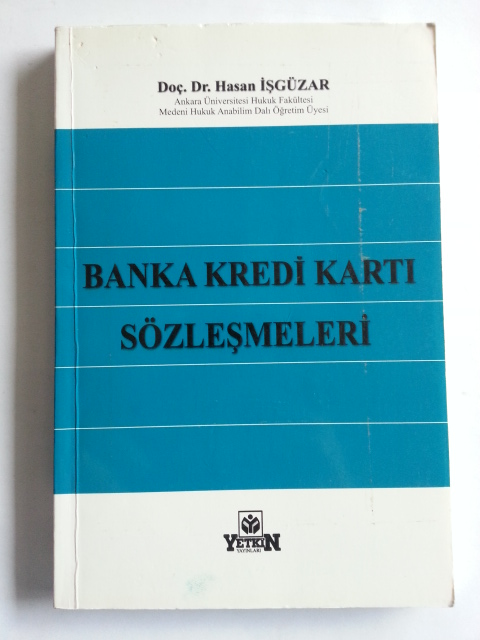 Doç. Dr. Hasan İŞGÜZAR
Ankara Üniversitesi Hukuk Fakültesi
Medeni Hukuk Anabilim Dalı Öğretim Üyesi
BANKA KREDİ KARTI
SÖZLEŞMELERİ
YETKİN
YAYINLARI